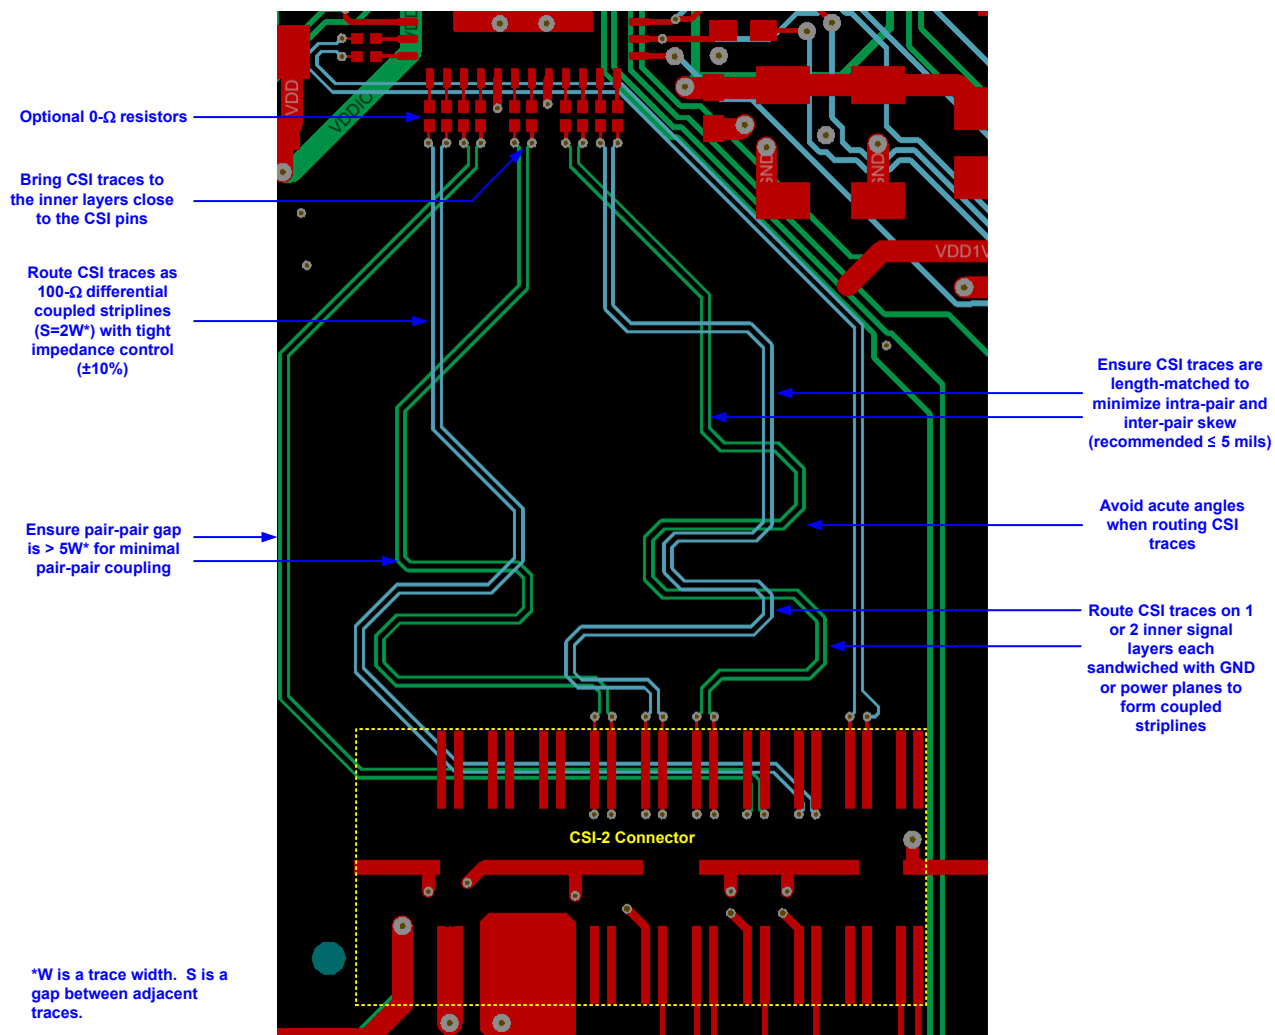 VDD
VDDIO
Optional 0-Ω resistors
Bring CSI traces to
the inner layers close
to the CSI pins
GND
GND
Route CSI traces as
100-Ω differential
coupled striplines
(S=2W*) with tight
impedance control
(±10%)
VDD1V
Ensure CSI traces are
length-matched to
minimize intra-pair and
inter-pair skew
(recommended ≤ 5 mils)
Ensure pair-pair gap
is > 5W* for minimal
pair-pair coupling
Avoid acute angles
when routing CSI
traces
Route CSI traces on 1
or 2 inner signal
layers each
sandwiched with GND
or power planes to
form coupled
striplines
CSI-2 Connector
*W is a trace width.  S is a
gap between adjacent
traces.